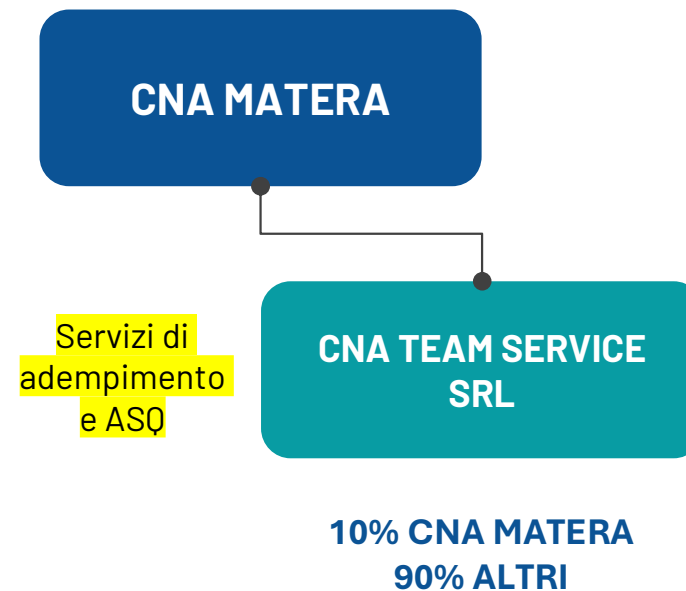 CNA MATERA
Servizi di
adempimento
e ASQ
CNA TEAM SERVICE
SRL
10% CNA MATERA
90% ALTRI